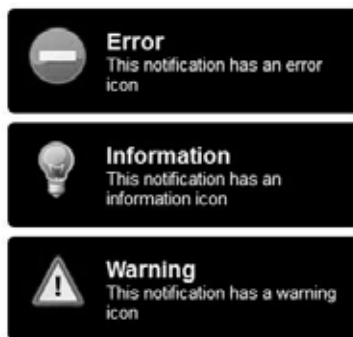 Error
This notification has an error
icon
Information
This notification has an
information icon
Warning
This notification has a warning
icon